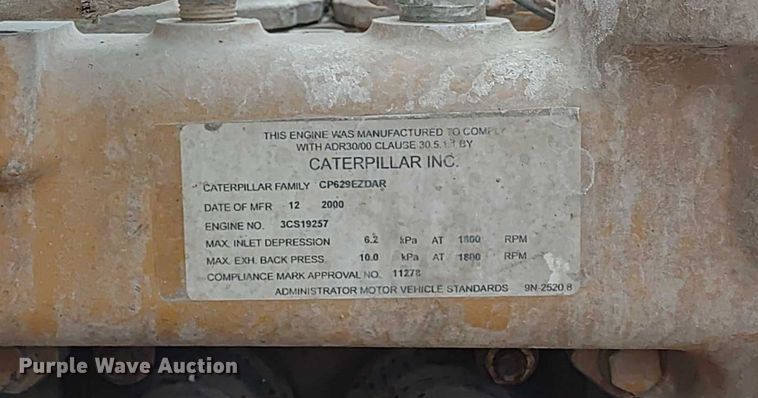 THIS ENGINE WAS MANUFACTURED TO COMPLY
WITH ADR30/00 CLAUSE 30.5.1.1 BY
CATERPILLAR INC.
CATERPILLAR FAMILY CP629EZDAR
DATE OF MFR 12 2000
ENGINE NO. 3CS19257
MAX. INLET DEPRESSION 6.2 kPa AT 1800 RPM
MAX. EXH. BACK PRESS. 10.0 kPa AT 1800 RPM
COMPLIANCE MARK APPROVAL NO. 11278
ADMINISTRATOR MOTOR VEHICLE STANDARDS 9N-2520 8
Purple Wave Auction